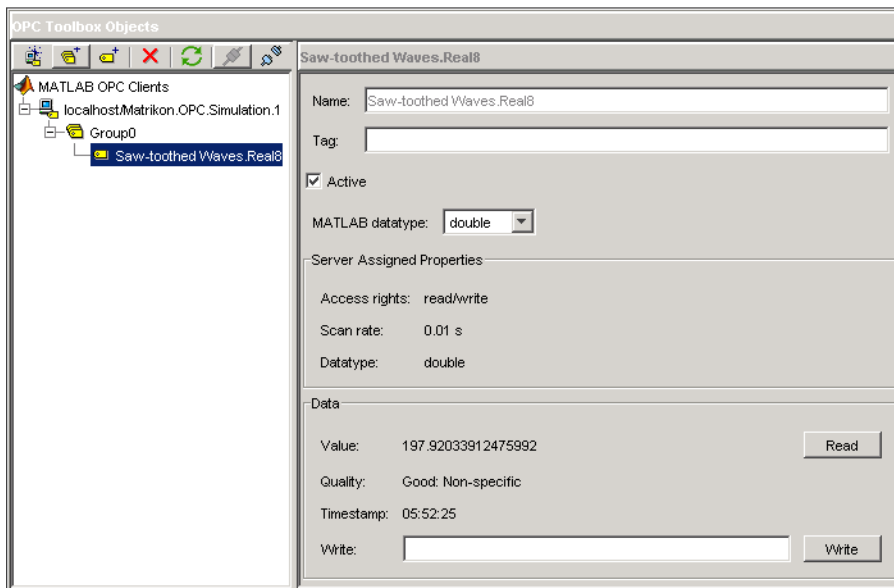 OPC Toolbox Objects
MATLAB OPC Clients
localhost/Matrikon.OPC.Simulation.1
Group0
Saw-toothed Waves.Real8
Saw-toothed Waves.Real8
Name: Saw-toothed Waves.Real8
Tag:
Active
MATLAB datatype: double
Server Assigned Properties
Access rights: read/write
Scan rate: 0.01 s
Datatype: double
Data
Value: 197.92033912475992 Read
Quality: Good: Non-specific
Timestamp: 05:52:25
Write: Write